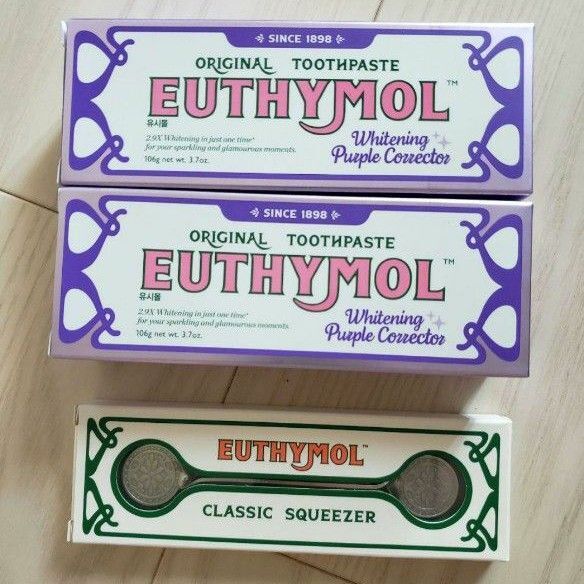 SINCE 1898
ORIGINAL TOOTHPASTE
EUTHYMOL™
유시몰
2.9X Whitening in just one time*
for your sparkling and glamourous moments.
106g net wt. 3.7oz.
Whitening
Purple Corrector
SINCE 1898
ORIGINAL TOOTHPASTE
EUTHYMOL™
유시몰
2.9X Whitening in just one time*
for your sparkling and glamourous moments.
106g net wt. 3.7oz.
Whitening
Purple Corrector
EUTHYMOL™
CLASSIC SQUEEZER